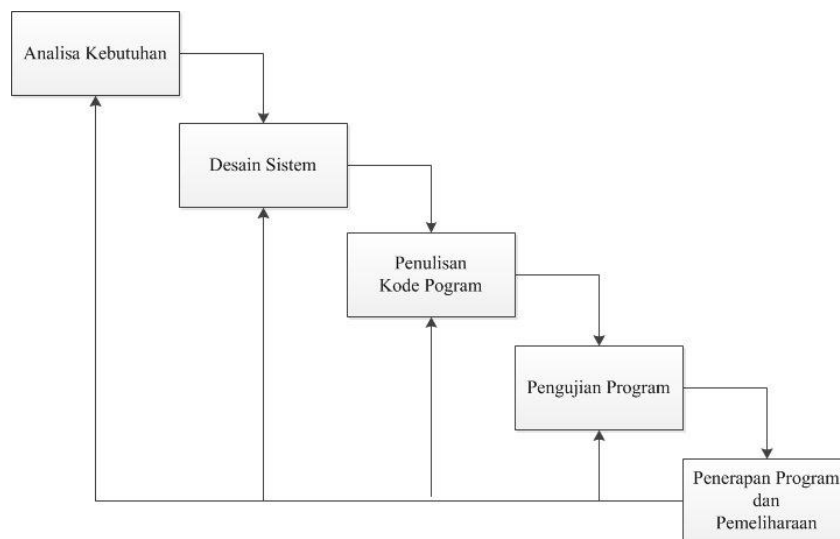 Analisa Kebutuhan
Desain Sistem
Penulisan
Kode Pogram
Pengujian Program
Penerapan Program
dan
Pemeliharaan